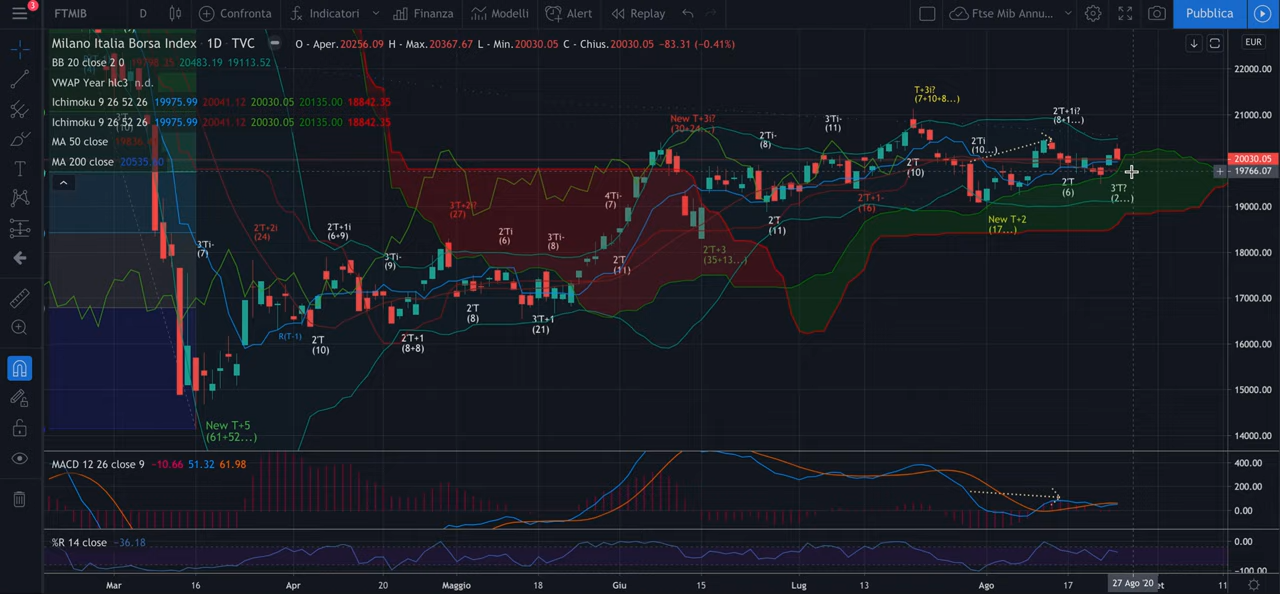 3
FTMIB
D
Confronta
Indicatori
Finanza
Modelli
Alert
Replay
Ftse Mib Annu...
Pubblica
Milano Italia Borsa Index · 1D · TVC
O - Aper.20256.09 H - Max.20367.67 L - Min.20030.05 C - Chius.20030.05 -83.31 (-0.41%)
EUR
BB 20 close 2 0 19798.35 20483.19 19113.52
VWAP Year hlc3 n.d.
Ichimoku 9 26 52 26 19975.99 20041.12 20030.05 20135.00 18842.35
Ichimoku 9 26 52 26 19975.99 20041.12 20030.05 20135.00 18842.35
MA 50 close
MA 200 close 20535.80
(10)
T+3i?
(7+10+8...)
New T+3i?
(30+24...)
2'Ti-
(8)
3'Ti-
(11)
2'Ti
(10...)
2'T+1i?
(8+1...)
2'T
(10)
2'T
(6)
3'T?
(2...)
2'T+1-
(16)
New T+2
(17...)
4'Ti-
(7)
3'T+2i?
(27)
2'Ti
(6)
3'Ti-
(8)
2'T
(11)
2'T
(11)
2'T+3
(35+13...)
3'Ti-
(7)
2'T+2i
(24)
2'T+1i
(6+9)
3'Ti-
(9)
2'T
(8)
3'T+1
(21)
R(T-1)
2'T
(10)
2'T+1
(8+8)
New T+5
(61+52...)
22000.00
21000.00
20030.05
19766.07
19000.00
18000.00
17000.00
16000.00
15000.00
14000.00
MACD 12 26 close 9 -10.66 51.32 61.98
400.00
200.00
0.00
%R 14 close -36.18
0.00
-100.00
Mar
16
Apr
20
Maggio
18
Giu
15
Lug
13
Ago
17
27 Ago '20
et
11